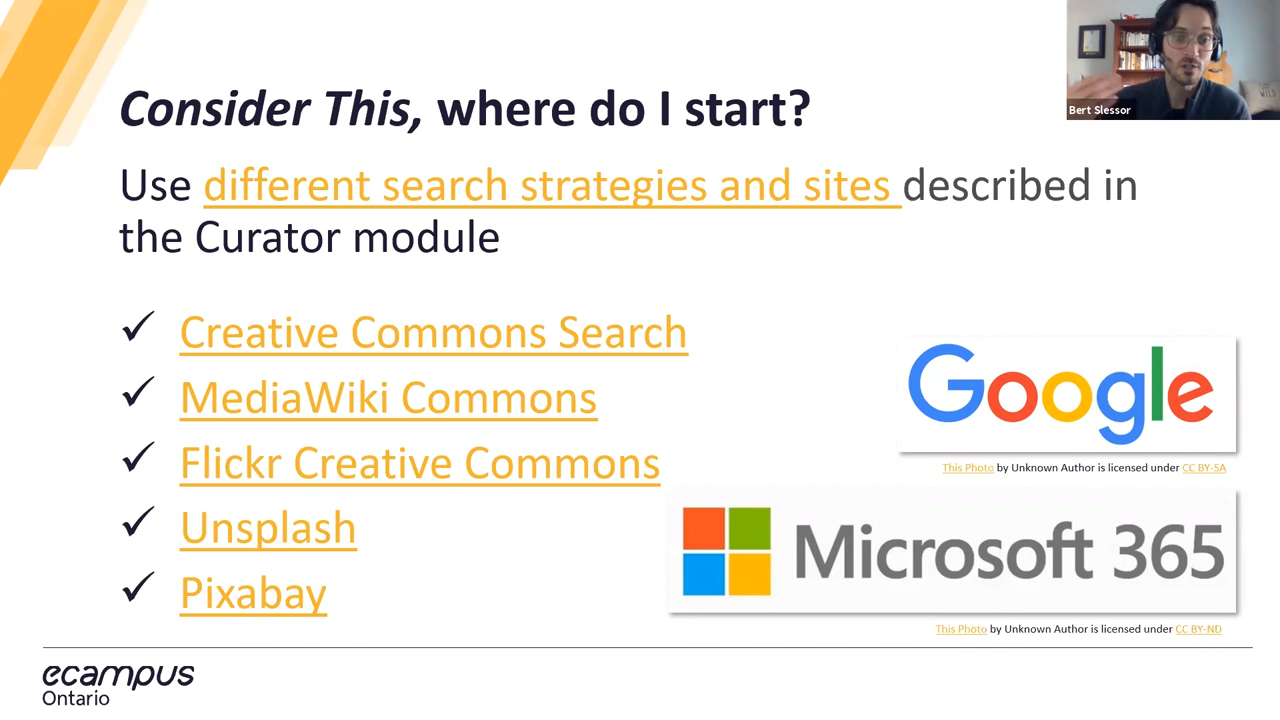 Bert Slessor
Consider This, where do I start?
Use different search strategies and sites described in
the Curator module
✓ Creative Commons Search
✓ MediaWiki Commons
✓ Flickr Creative Commons
✓ Unsplash
✓ Pixabay
Google
This Photo by Unknown Author is licensed under CC BY-SA
Microsoft 365
This Photo by Unknown Author is licensed under CC BY-ND
ecampus
Ontario